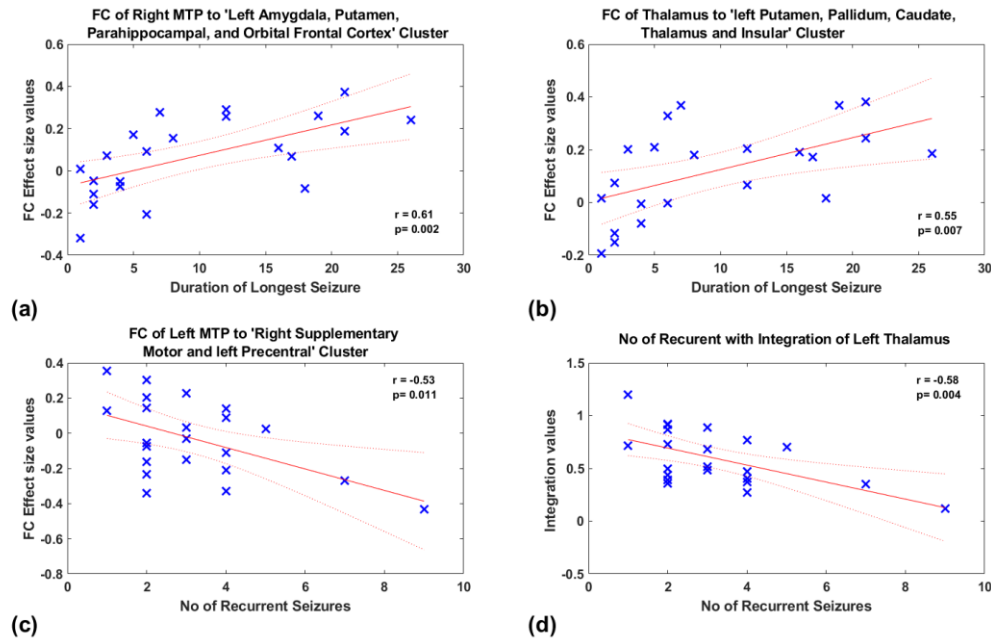 FC of Right MTP to 'Left Amygdala, Putamen,
Parahippocampal, and Orbital Frontal Cortex' Cluster
0.6
0.4
0.2
0
-0.2
-0.4
FC Effect size values
r = 0.61
p= 0.002
0 5 10 15 20 25 30
Duration of Longest Seizure
(a)
FC of Thalamus to 'left Putamen, Pallidum, Caudate,
Thalamus and Insular' Cluster
0.6
0.4
0.2
0
-0.2
FC Effect size values
r = 0.55
p= 0.007
0 5 10 15 20 25 30
Duration of Longest Seizure
(b)
FC of Left MTP to 'Right Supplementary
Motor and left Precentral' Cluster
0.4
0.2
0
-0.2
-0.4
-0.6
-0.8
FC Effect size values
r = -0.53
p= 0.011
0 2 4 6 8 10
No of Recurrent Seizures
(c)
No of Recurent with Integration of Left Thalamus
1.5
1
0.5
0
-0.5
Integration values
r = -0.58
p= 0.004
0 2 4 6 8 10
No of Recurrent Seizures
(d)